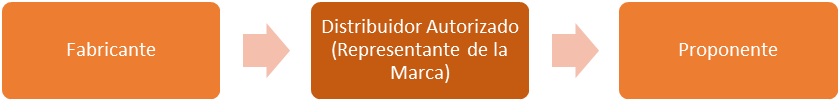 Fabricante
Distribuidor Autorizado
(Representante de la
Marca)
Proponente